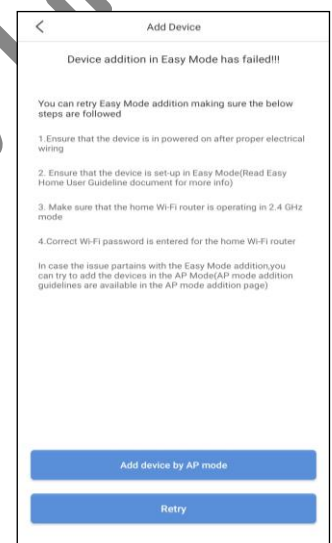 Add Device
Device addition in Easy Mode has failed!!!
You can retry Easy Mode addition making sure the below
steps are followed
1.Ensure that the device is in powered on after proper electrical
wiring
2. Ensure that the device is set-up in Easy Mode(Read Easy
Home User Guideline document for more info)
3. Make sure that the home Wi-Fi router is operating in 2.4 GHz
mode
4.Correct Wi-Fi password is entered for the home Wi-Fi router
In case the issue partains with the Easy Mode addition,you
can try to add the devices in the AP Mode(AP mode addition
guidelines are available in the AP mode addition page)
Add device by AP mode
Retry